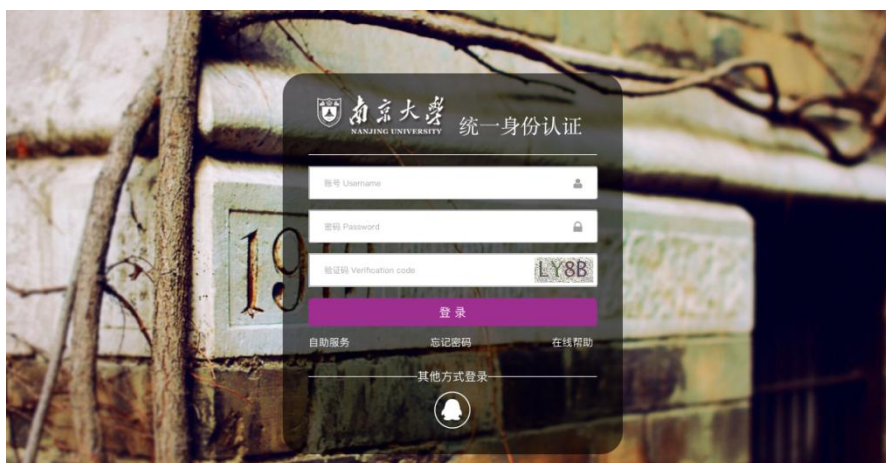 南京大學
NANJING UNIVERSITY
统一身份认证
账号 Username
密码 Password
验证码 Verification code
LY8B
登 录
自助服务 忘记密码 在线帮助
其他方式登录